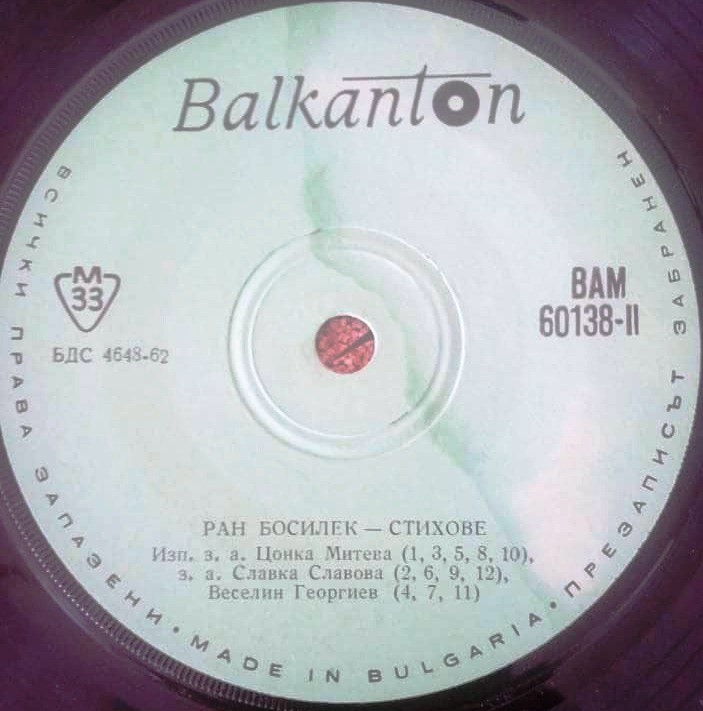 Balkanton
ВСИЧКИ ПРАВА ЗАПАЗЕНИ • MADE IN BULGARIA • ПРЕЗАПИСЪТ ЗАБРАНЕН
М
33
БДС 4648-62
ВАМ
60138-II
РАН БОСИЛЕК — СТИХОВЕ
Изп. з. а. Цонка Митева (1, 3, 5, 8, 10),
з. а. Славка Славова (2, 6, 9, 12),
Веселин Георгиев (4, 7, 11)